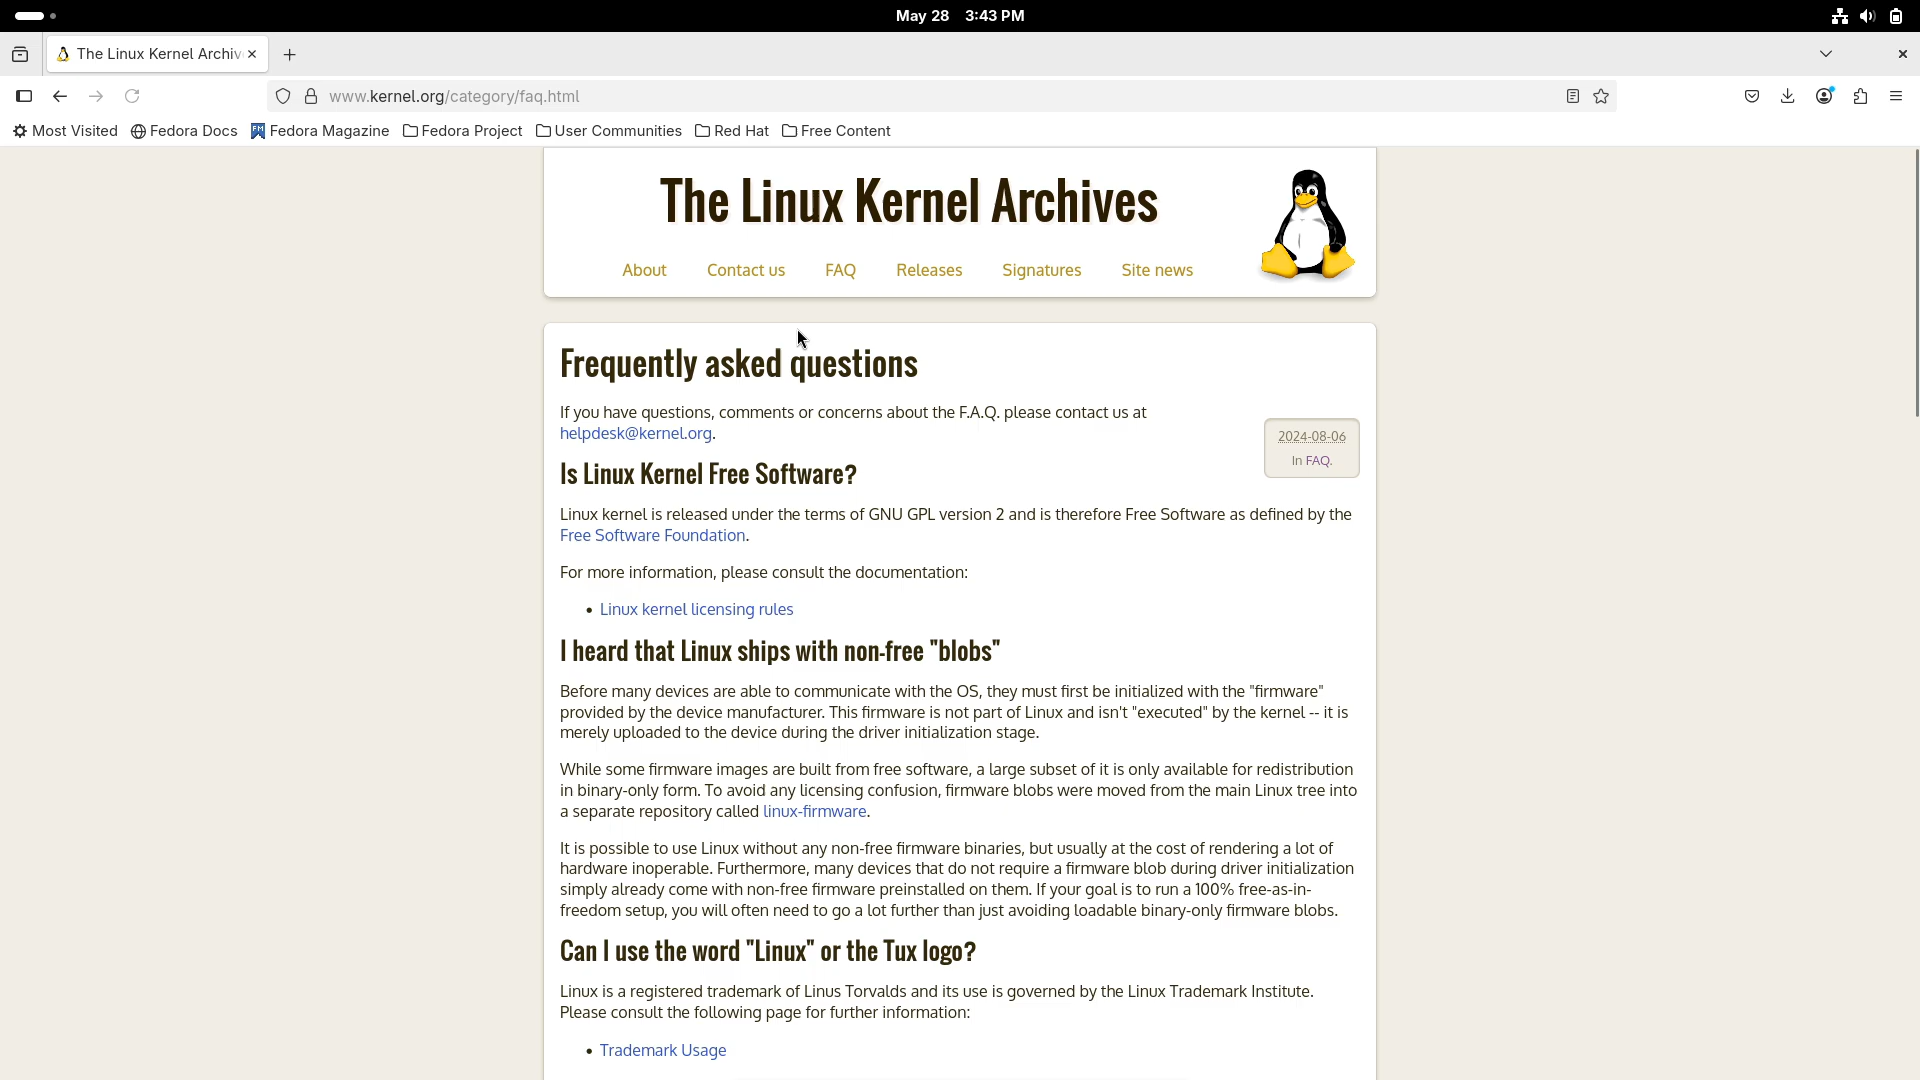 May 28 3:43 PM
The Linux Kernel Archiv
www.kernel.org/category/faq.html
Most Visited Fedora Docs Fedora Magazine Fedora Project User Communities Red Hat Free Content
The Linux Kernel Archives
About Contact us FAQ Releases Signatures Site news
Frequently asked questions
If you have questions, comments or concerns about the F.A.Q. please contact us at
helpdesk@kernel.org.
2024-08-06
In FAQ.
Is Linux Kernel Free Software?
Linux kernel is released under the terms of GNU GPL version 2 and is therefore Free Software as defined by the
Free Software Foundation.
For more information, please consult the documentation:
• Linux kernel licensing rules
I heard that Linux ships with non-free "blobs"
Before many devices are able to communicate with the OS, they must first be initialized with the "firmware"
provided by the device manufacturer. This firmware is not part of Linux and isn't "executed" by the kernel -- it is
merely uploaded to the device during the driver initialization stage.
While some firmware images are built from free software, a large subset of it is only available for redistribution
in binary-only form. To avoid any licensing confusion, firmware blobs were moved from the main Linux tree into
a separate repository called linux-firmware.
It is possible to use Linux without any non-free firmware binaries, but usually at the cost of rendering a lot of
hardware inoperable. Furthermore, many devices that do not require a firmware blob during driver initialization
simply already come with non-free firmware preinstalled on them. If your goal is to run a 100% free-as-in-
freedom setup, you will often need to go a lot further than just avoiding loadable binary-only firmware blobs.
Can I use the word "Linux" or the Tux logo?
Linux is a registered trademark of Linus Torvalds and its use is governed by the Linux Trademark Institute.
Please consult the following page for further information:
• Trademark Usage